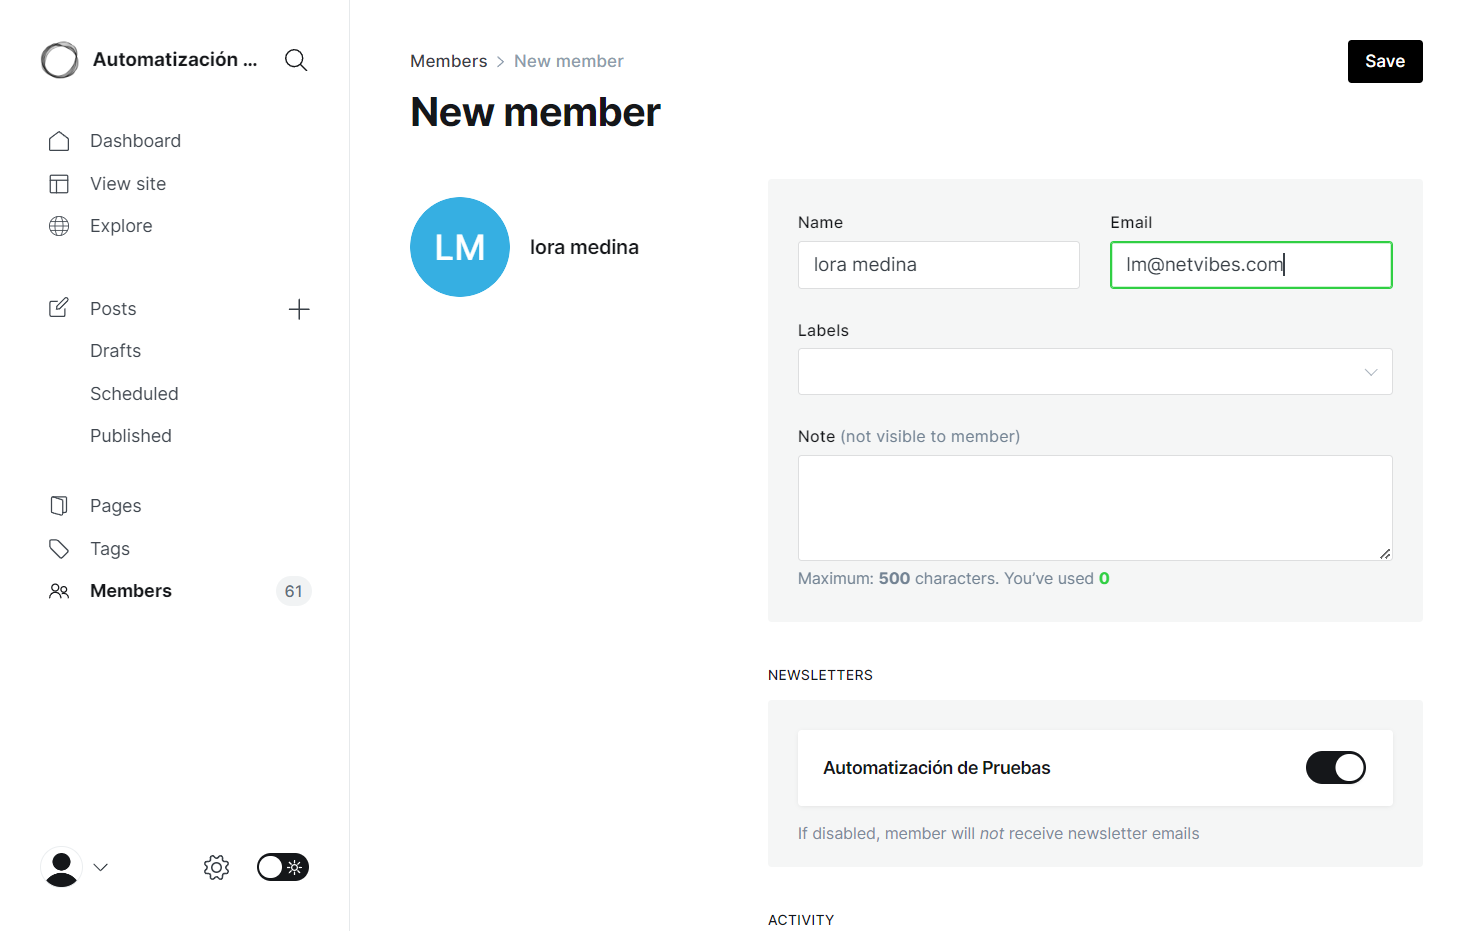 Automatización ...
Dashboard
View site
Explore
Posts
Drafts
Scheduled
Published
Pages
Tags
Members 61
Members > New member
Save
New member
LM lora medina
Name Email
lora medina lm@netvibes.com
Labels
Note (not visible to member)
Maximum: 500 characters. You’ve used 0
NEWSLETTERS
Automatización de Pruebas
If disabled, member will not receive newsletter emails
ACTIVITY